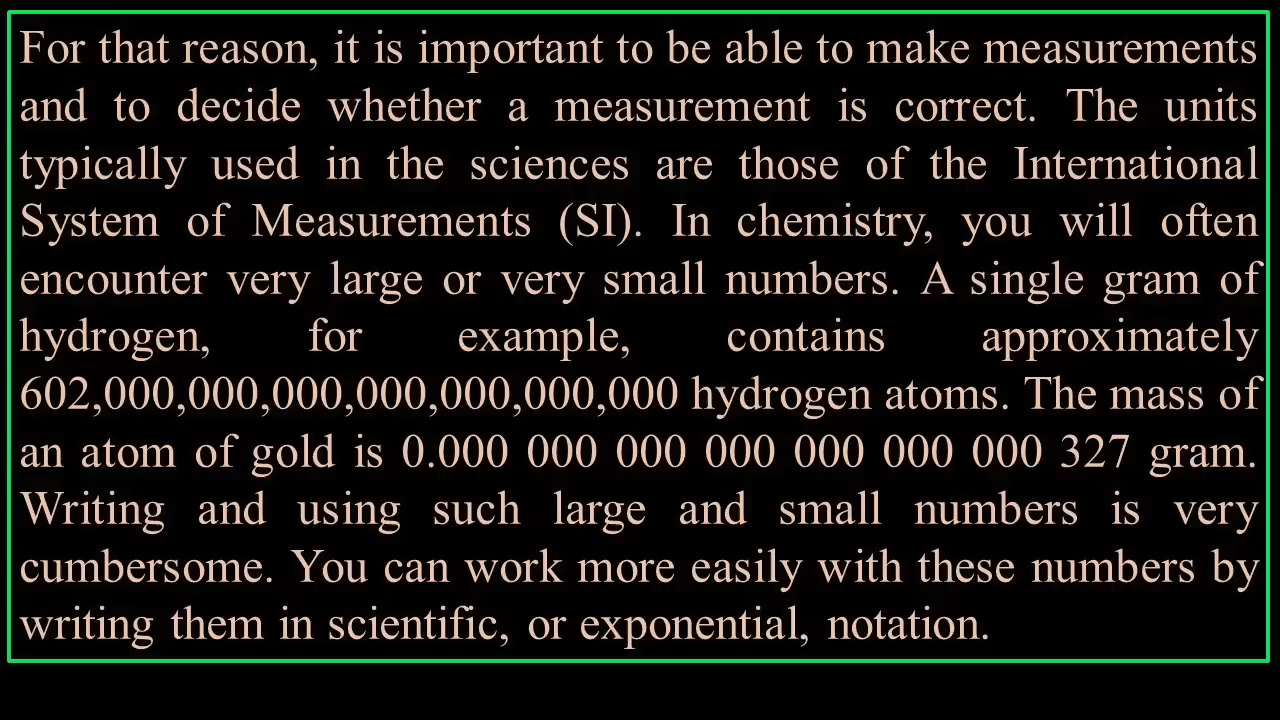 For that reason, it is important to be able to make measurements
and to decide whether a measurement is correct. The units
typically used in the sciences are those of the International
System of Measurements (SI). In chemistry, you will often
encounter very large or very small numbers. A single gram of
hydrogen, for example, contains approximately
602,000,000,000,000,000,000,000 hydrogen atoms. The mass of
an atom of gold is 0.000 000 000 000 000 000 000 327 gram.
Writing and using such large and small numbers is very
cumbersome. You can work more easily with these numbers by
writing them in scientific, or exponential, notation.